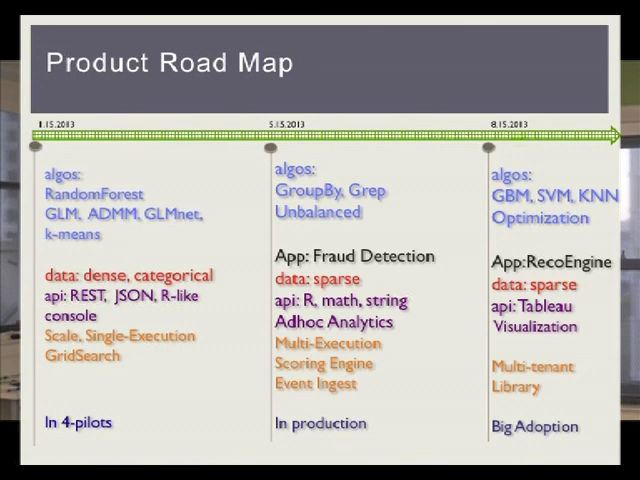 Product Road Map
1.15.2013
5.15.2013
8.15.2013
algos:
RandomForest
GLM, ADMM, GLMnet,
k-means
data: dense, categorical
api: REST, JSON, R-like
console
Scale, Single-Execution
GridSearch
In 4-pilots
algos:
GroupBy, Grep
Unbalanced
App: Fraud Detection
data: sparse
api: R, math, string
Adhoc Analytics
Multi-Execution
Scoring Engine
Event Ingest
In production
algos:
GBM, SVM, KNN
Optimization
App:RecoEngine
data: sparse
api: Tableau
Visualization
Multi-tenant
Library
Big Adoption